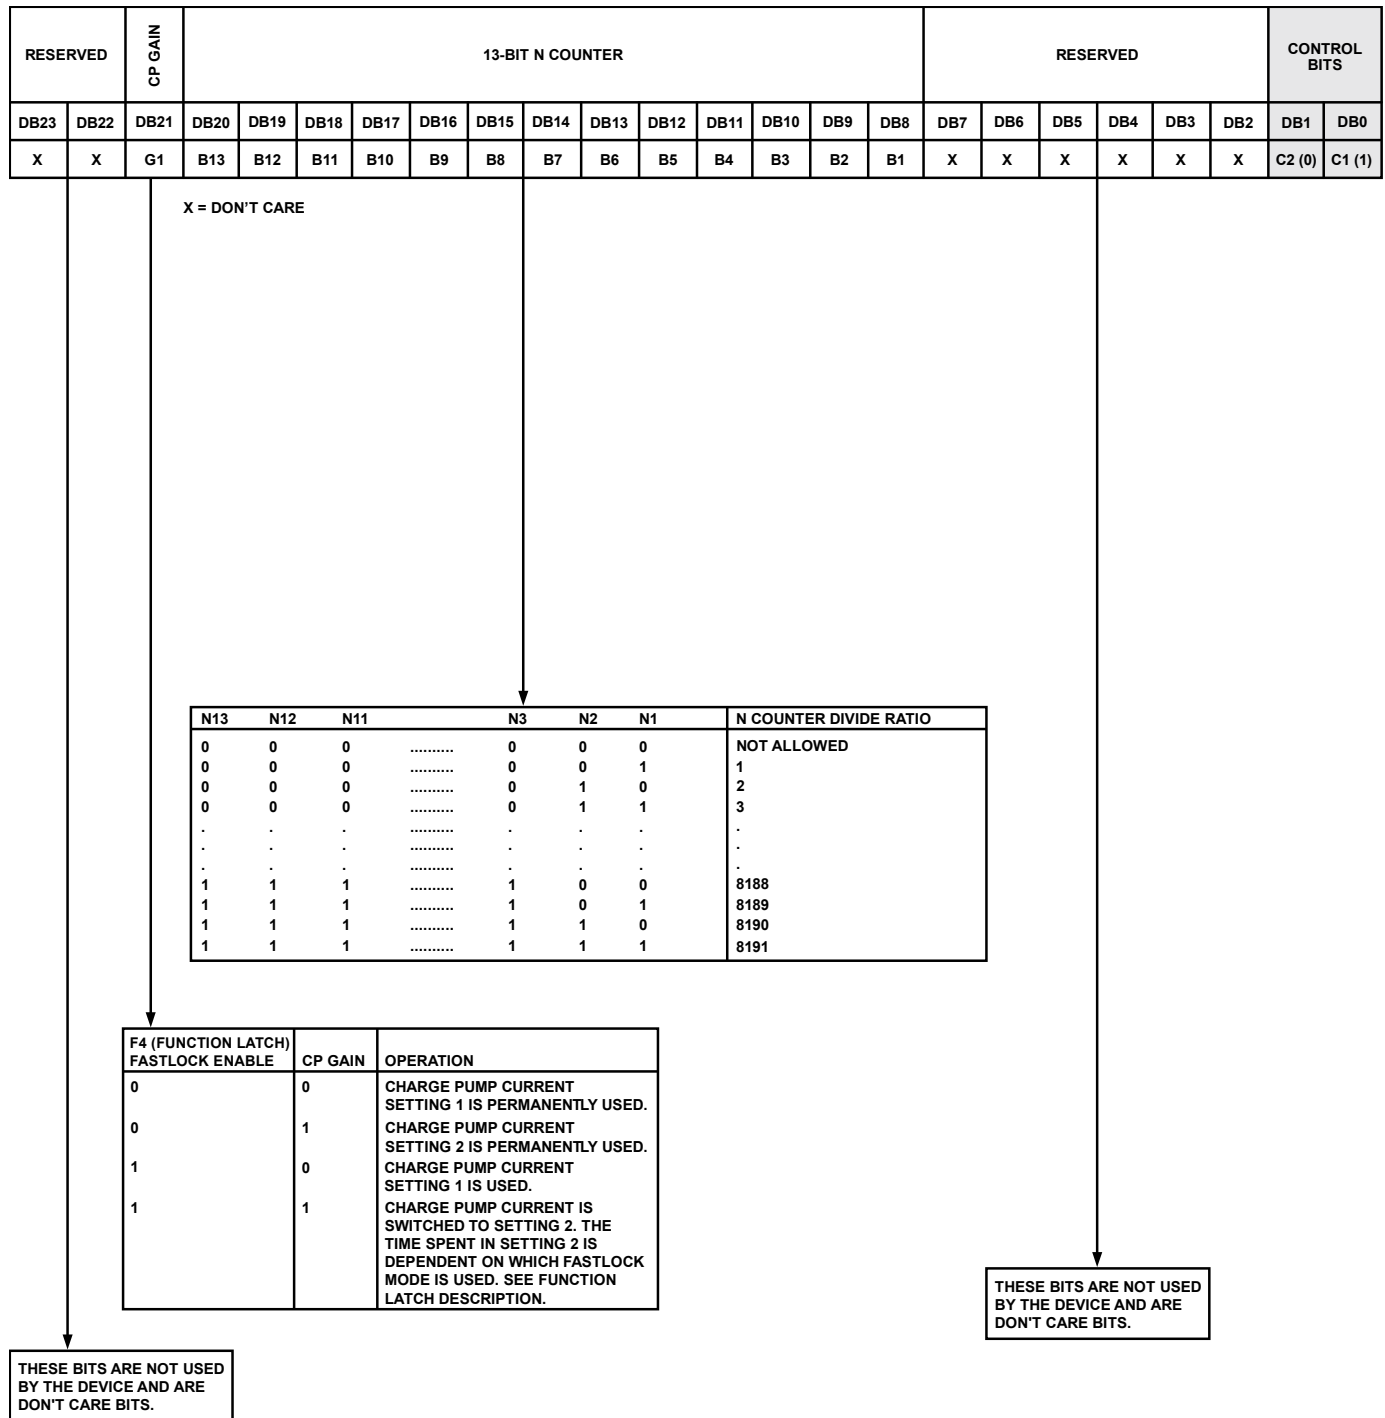 RESERVED CP GAIN 13-BIT N COUNTER RESERVED CONTROL
BITS
DB23 DB22 DB21 DB20 DB19 DB18 DB17 DB16 DB15 DB14 DB13 DB12 DB11 DB10 DB9 DB8 DB7 DB6 DB5 DB4 DB3 DB2 DB1 DB0
X X G1 B13 B12 B11 B10 B9 B8 B7 B6 B5 B4 B3 B2 B1 X X X X X X C2 (0) C1 (1)
X = DON'T CARE
N13 N12 N11 N3 N2 N1 N COUNTER DIVIDE RATIO
0 0 0 .......... 0 0 0 NOT ALLOWED
0 0 0 .......... 0 0 1 1
0 0 0 .......... 0 1 0 2
0 0 0 .......... 0 1 1 3
. . . .......... . . . .
. . . .......... . . . .
. . . .......... . . . .
1 1 1 .......... 1 0 0 8188
1 1 1 .......... 1 0 1 8189
1 1 1 .......... 1 1 0 8190
1 1 1 .......... 1 1 1 8191
F4 (FUNCTION LATCH)
FASTLOCK ENABLE CP GAIN OPERATION
0 0 CHARGE PUMP CURRENT
SETTING 1 IS PERMANENTLY USED.
0 1 CHARGE PUMP CURRENT
SETTING 2 IS PERMANENTLY USED.
1 0 CHARGE PUMP CURRENT
SETTING 1 IS USED.
1 1 CHARGE PUMP CURRENT IS
SWITCHED TO SETTING 2. THE
TIME SPENT IN SETTING 2 IS
DEPENDENT ON WHICH FASTLOCK
MODE IS USED. SEE FUNCTION
LATCH DESCRIPTION.
THESE BITS ARE NOT USED
BY THE DEVICE AND ARE
DON'T CARE BITS.
THESE BITS ARE NOT USED
BY THE DEVICE AND ARE
DON'T CARE BITS.